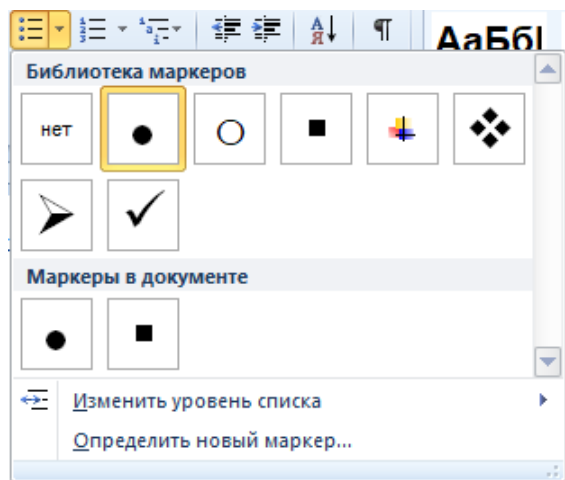 АаБбІ
Библиотека маркеров
нет
Маркеры в документе
Изменить уровень списка
Определить новый маркер...